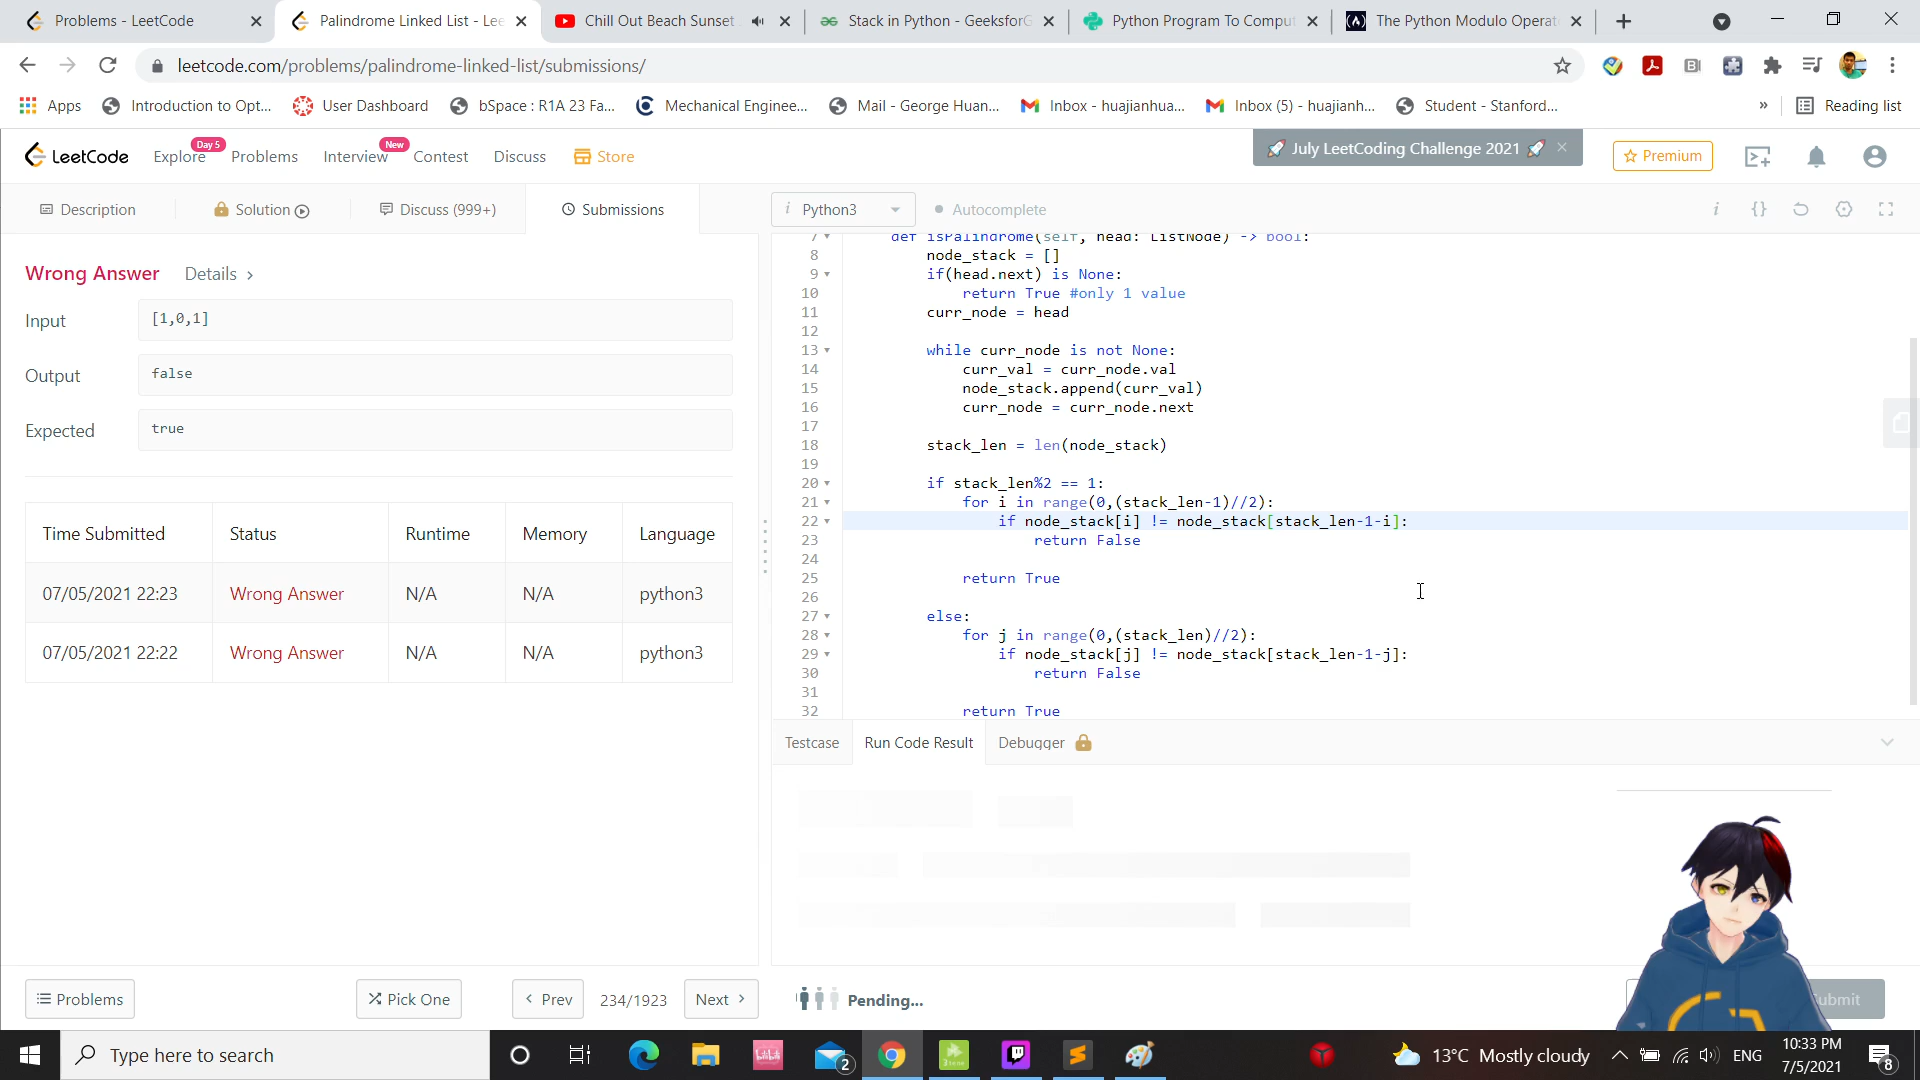 Problems - LeetCode
Palindrome Linked List - Lee
Chill Out Beach Sunset
Stack in Python - GeeksforG
Python Program To Comput
The Python Modulo Operat
leetcode.com/problems/palindrome-linked-list/submissions/
Apps
Introduction to Opt...
User Dashboard
bSpace : R1A 23 Fa...
Mechanical Enginee...
Mail - George Huan...
Inbox - huajianhua...
Inbox (5) - huajianh...
Student - Stanford...
»
Reading list
LeetCode
Explore
Day 5
Problems
Interview
New
Contest
Discuss
Store
July LeetCoding Challenge 2021
Premium
Description
Solution
Discuss (999+)
Submissions
i Python3
Autocomplete
Wrong Answer
Details >
Input
[1,0,1]
Output
false
Expected
true
Time Submitted Status Runtime Memory Language
07/05/2021 22:23 Wrong Answer N/A N/A python3
07/05/2021 22:22 Wrong Answer N/A N/A python3
7 def isPalindrome(self, head: ListNode) -> bool:
8 node_stack = []
9 if(head.next) is None:
10 return True #only 1 value
11 curr_node = head
12
13 while curr_node is not None:
14 curr_val = curr_node.val
15 node_stack.append(curr_val)
16 curr_node = curr_node.next
17
18 stack_len = len(node_stack)
19
20 if stack_len%2 == 1:
21 for i in range(0,(stack_len-1)//2):
22 if node_stack[i] != node_stack[stack_len-1-i]:
23 return False
24
25 return True
26
27 else:
28 for j in range(0,(stack_len)//2):
29 if node_stack[j] != node_stack[stack_len-1-j]:
30 return False
31
32 return True
Testcase
Run Code Result
Debugger
Problems
Pick One
< Prev
234/1923
Next >
Pending...
ubmit
Type here to search
2
13°C Mostly cloudy
ENG
10:33 PM
7/5/2021
8